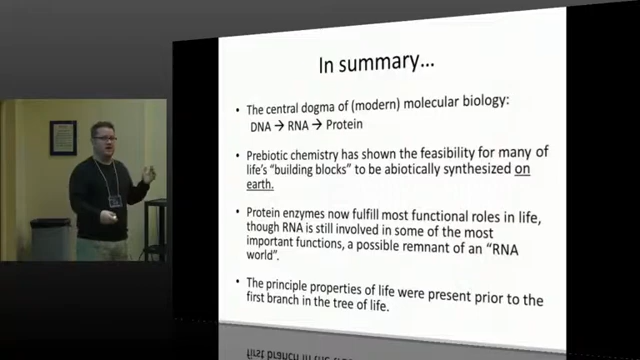 In summary...
• The central dogma of (modern) molecular biology:
DNA → RNA → Protein
• Prebiotic chemistry has shown the feasibility for many of
life's "building blocks" to be abiotically synthesized on
earth.
• Protein enzymes now fulfill most functional roles in life,
though RNA is still involved in some of the most
important functions, a possible remnant of an "RNA
world".
• The principle properties of life were present prior to the
first branch in the tree of life.